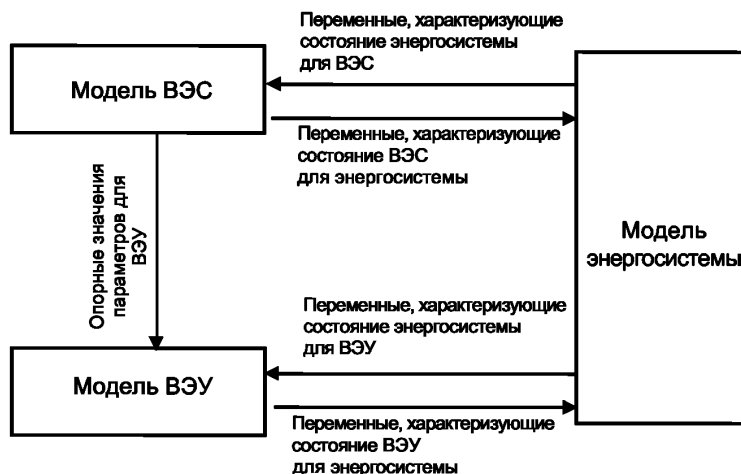 Переменные, характеризующие
состояние энергосистемы
для ВЭС
Модель ВЭС
Переменные, характеризующие
состояние ВЭС
для энергосистемы
Опорные значения
параметров для
ВЭУ
Модель
энергосистемы
Переменные, характеризующие
состояние энергосистемы
для ВЭУ
Модель ВЭУ
Переменные, характеризующие
состояние ВЭУ
для энергосистемы